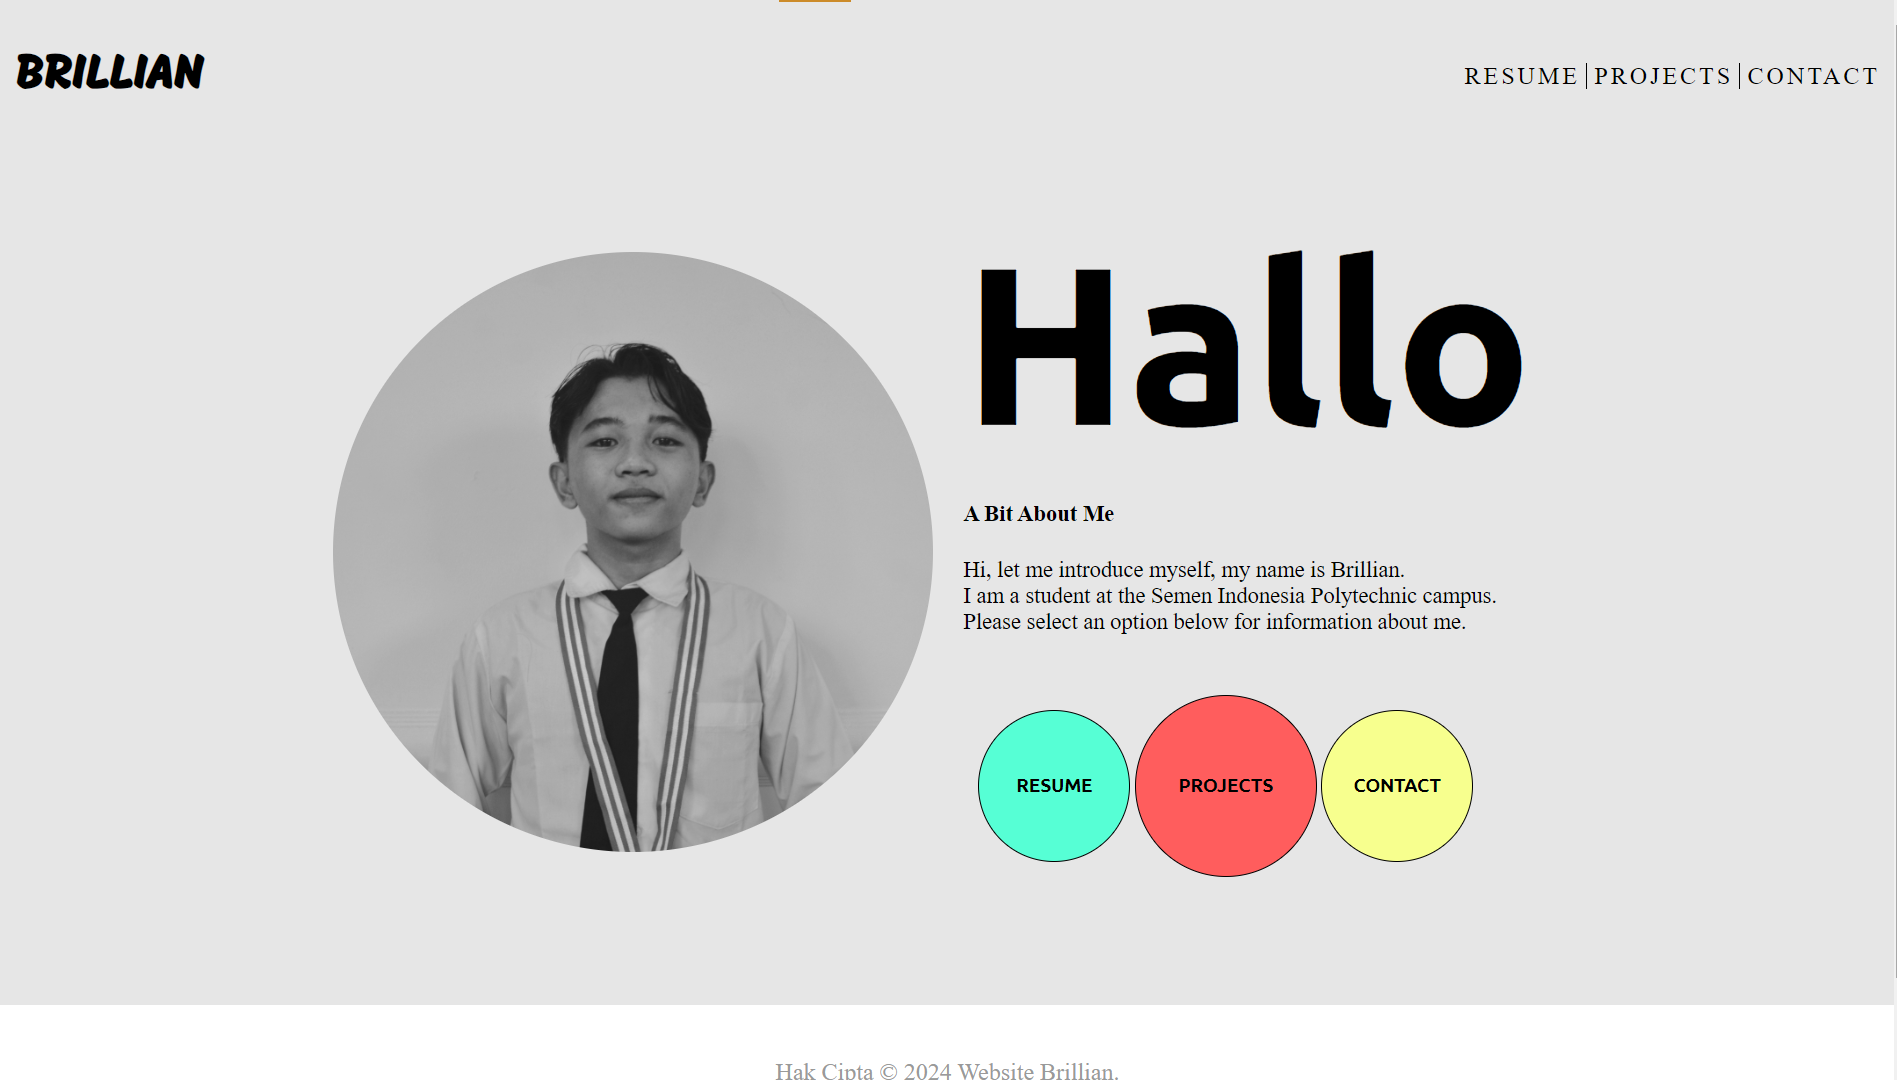 BRILLIAN
RESUME PROJECTS CONTACT
Hallo
A Bit About Me
Hi, let me introduce myself, my name is Brillian.
I am a student at the Semen Indonesia Polytechnic campus.
Please select an option below for information about me.
RESUME PROJECTS CONTACT
Hak Cipta © 2024 Website Brillian.